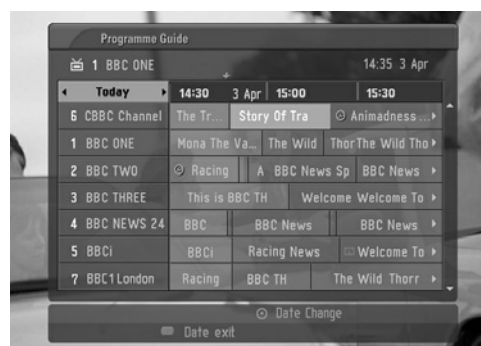 Programme Guide
1 BBC ONE 14:35 3 Apr
Today 14:30 3 Apr 15:00 15:30
6 CBBC Channel The Tr... Story Of Tra Animadness ...
1 BBC ONE Mona The Va... The Wild Thor The Wild Tho
2 BBC TWO Racing A BBC News Sp BBC News
3 BBC THREE This is BBC TH Welcome Welcome To
4 BBC NEWS 24 BBC BBC News BBC News
5 BBCi BBCi Racing News Welcome To
7 BBC1 London Racing BBC TH The Wild Thorr
Date Change
Date exit